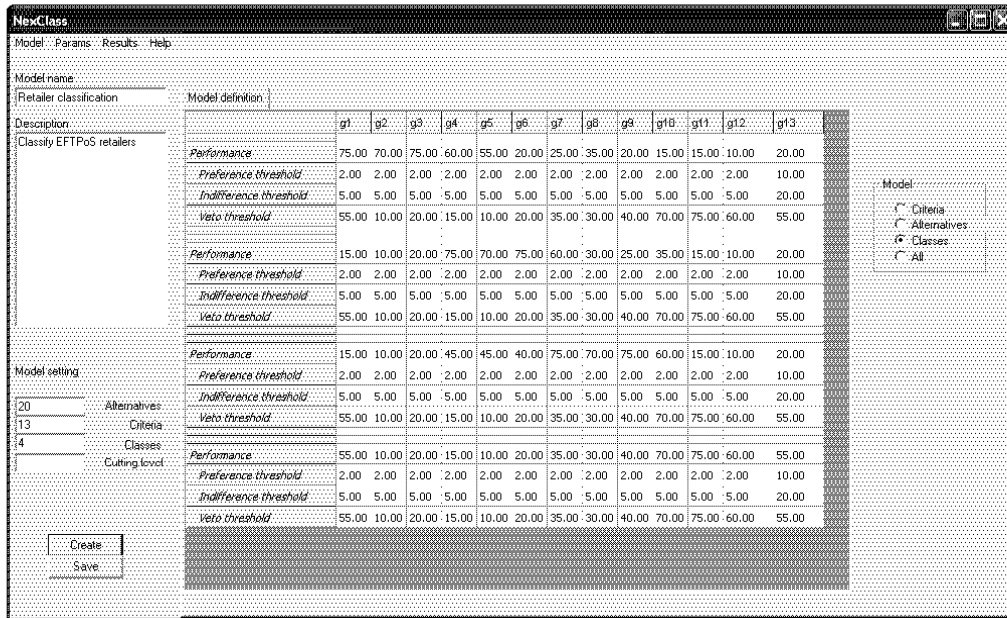 NexClass
Model Params Results Help
Model name
Retailer classification
Description
Classify EFTPoS retailers
Model definition
g1 g2 g3 g4 g5 g6 g7 g8 g9 g10 g11 g12 g13
Performance 75.00 70.00 75.00 60.00 55.00 20.00 25.00 35.00 20.00 15.00 15.00 10.00 20.00
Preference threshold 2.00 2.00 2.00 2.00 2.00 2.00 2.00 2.00 2.00 2.00 2.00 2.00 10.00
Indifference threshold 5.00 5.00 5.00 5.00 5.00 5.00 5.00 5.00 5.00 5.00 5.00 5.00 20.00
Veto threshold 55.00 10.00 20.00 15.00 10.00 20.00 35.00 30.00 40.00 70.00 75.00 60.00 55.00
Performance 15.00 10.00 20.00 75.00 70.00 75.00 60.00 30.00 25.00 35.00 15.00 10.00 20.00
Preference threshold 2.00 2.00 2.00 2.00 2.00 2.00 2.00 2.00 2.00 2.00 2.00 2.00 10.00
Indifference threshold 5.00 5.00 5.00 5.00 5.00 5.00 5.00 5.00 5.00 5.00 5.00 5.00 20.00
Veto threshold 55.00 10.00 20.00 15.00 10.00 20.00 35.00 30.00 40.00 70.00 75.00 60.00 55.00
Performance 15.00 10.00 20.00 45.00 45.00 40.00 75.00 70.00 75.00 60.00 15.00 10.00 20.00
Preference threshold 2.00 2.00 2.00 2.00 2.00 2.00 2.00 2.00 2.00 2.00 2.00 2.00 10.00
Indifference threshold 5.00 5.00 5.00 5.00 5.00 5.00 5.00 5.00 5.00 5.00 5.00 5.00 20.00
Veto threshold 55.00 10.00 20.00 15.00 10.00 20.00 35.00 30.00 40.00 70.00 75.00 60.00 55.00
Performance 55.00 10.00 20.00 15.00 10.00 20.00 35.00 30.00 40.00 70.00 75.00 60.00 55.00
Preference threshold 2.00 2.00 2.00 2.00 2.00 2.00 2.00 2.00 2.00 2.00 2.00 2.00 10.00
Indifference threshold 5.00 5.00 5.00 5.00 5.00 5.00 5.00 5.00 5.00 5.00 5.00 5.00 20.00
Veto threshold 55.00 10.00 20.00 15.00 10.00 20.00 35.00 30.00 40.00 70.00 75.00 60.00 55.00
Model
Criteria
Alternatives
Classes
All
Model setting
20 Alternatives
13 Criteria
4 Classes
Cutting level
Create
Save